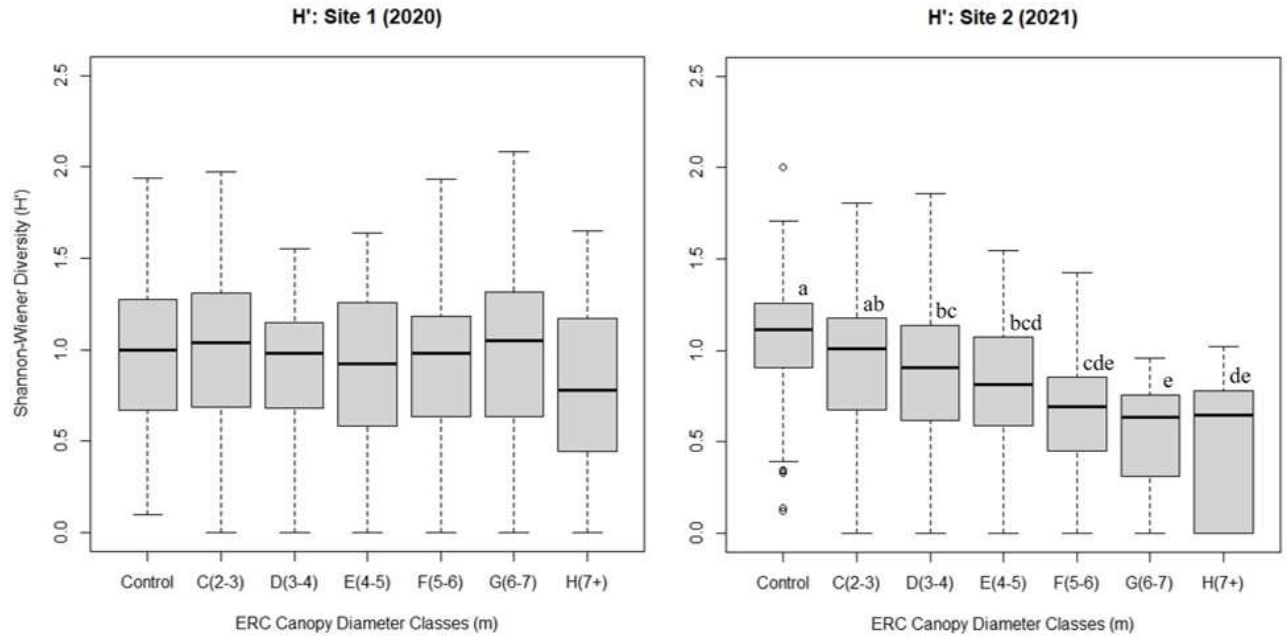 H': Site 1 (2020)
Shannon-Wiener Diversity (H')
2.5
2.0
1.5
1.0
0.5
0.0
Control C(2-3) D(3-4) E(4-5) F(5-6) G(6-7) H(7+)
ERC Canopy Diameter Classes (m)
H': Site 2 (2021)
2.5
2.0
1.5
1.0
0.5
0.0
a
ab
bc
bcd
cde
e
de
Control C(2-3) D(3-4) E(4-5) F(5-6) G(6-7) H(7+)
ERC Canopy Diameter Classes (m)